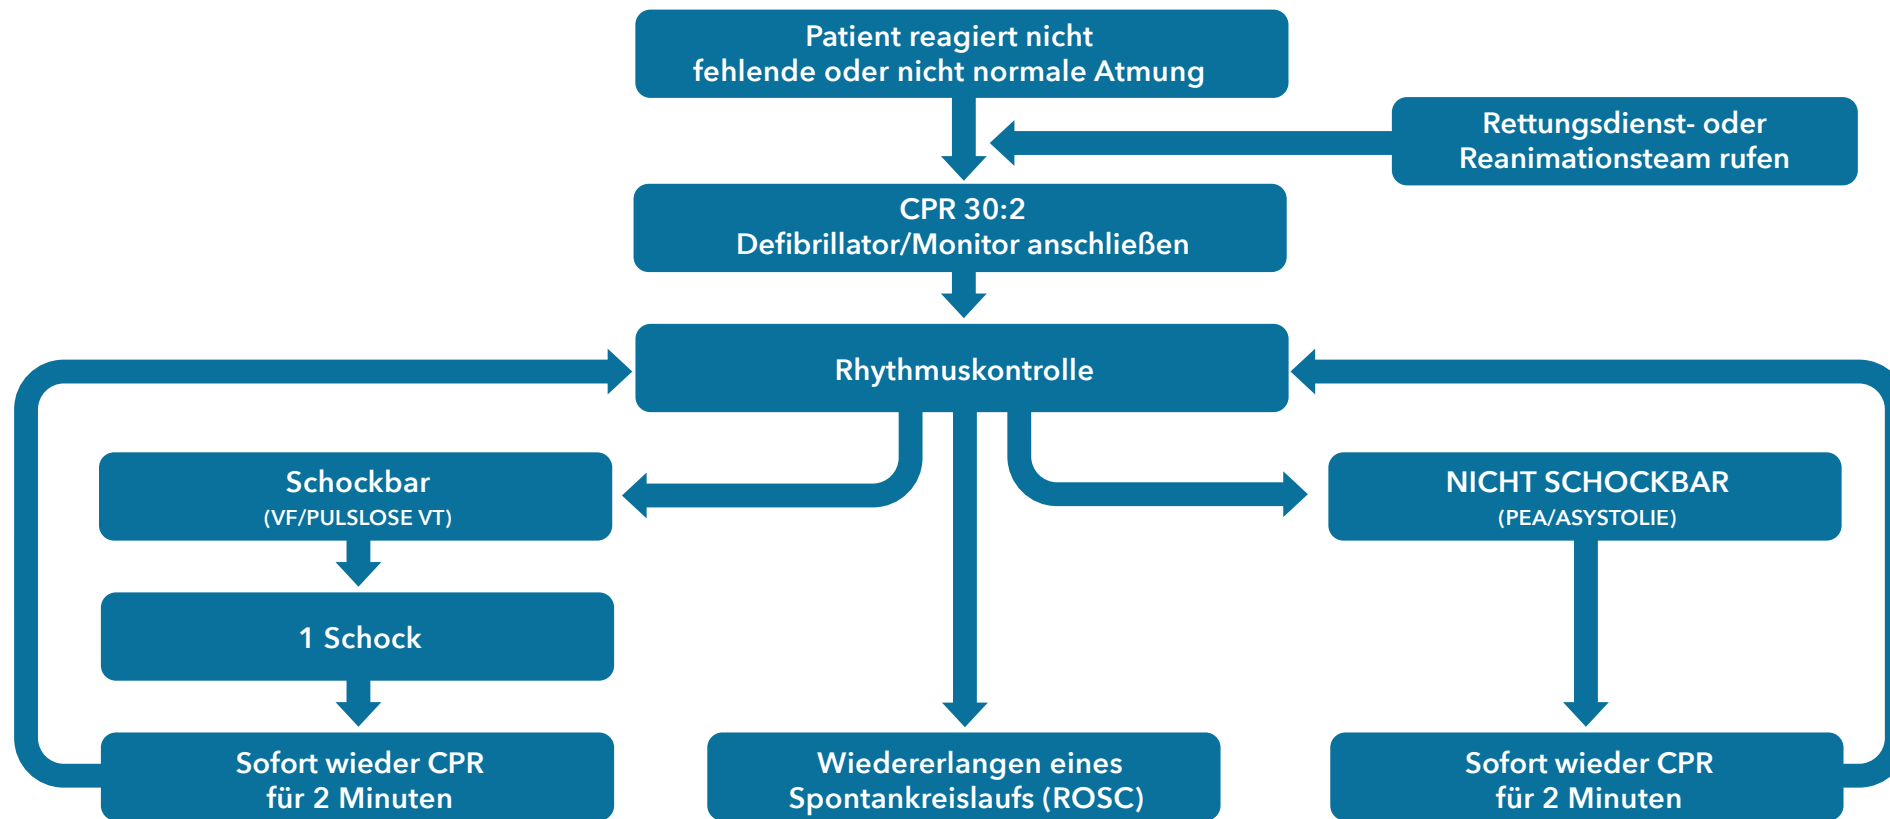 Patient reagiert nicht
fehlende oder nicht normale Atmung
Rettungsdienst- oder
Reanimationsteam rufen
CPR 30:2
Defibrillator/Monitor anschließen
Rhythmuskontrolle
Schockbar
(VF/PULSLOSE VT)
NICHT SCHOCKBAR
(PEA/ASYSTOLIE)
1 Schock
Sofort wieder CPR
für 2 Minuten
Wiedererlangen eines
Spontankreislaufs (ROSC)
Sofort wieder CPR
für 2 Minuten